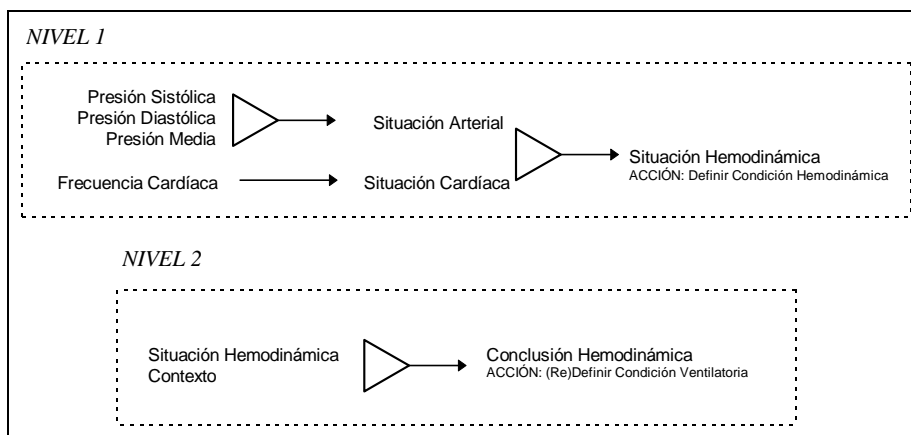 NIVEL 1
Presión Sistólica
Presión Diastólica
Presión Media
Situación Arterial
Frecuencia Cardíaca
Situación Cardíaca
Situación Hemodinámica
ACCIÓN: Definir Condición Hemodinámica
NIVEL 2
Situación Hemodinámica
Contexto
Conclusión Hemodinámica
ACCIÓN: (Re)Definir Condición Ventilatoria